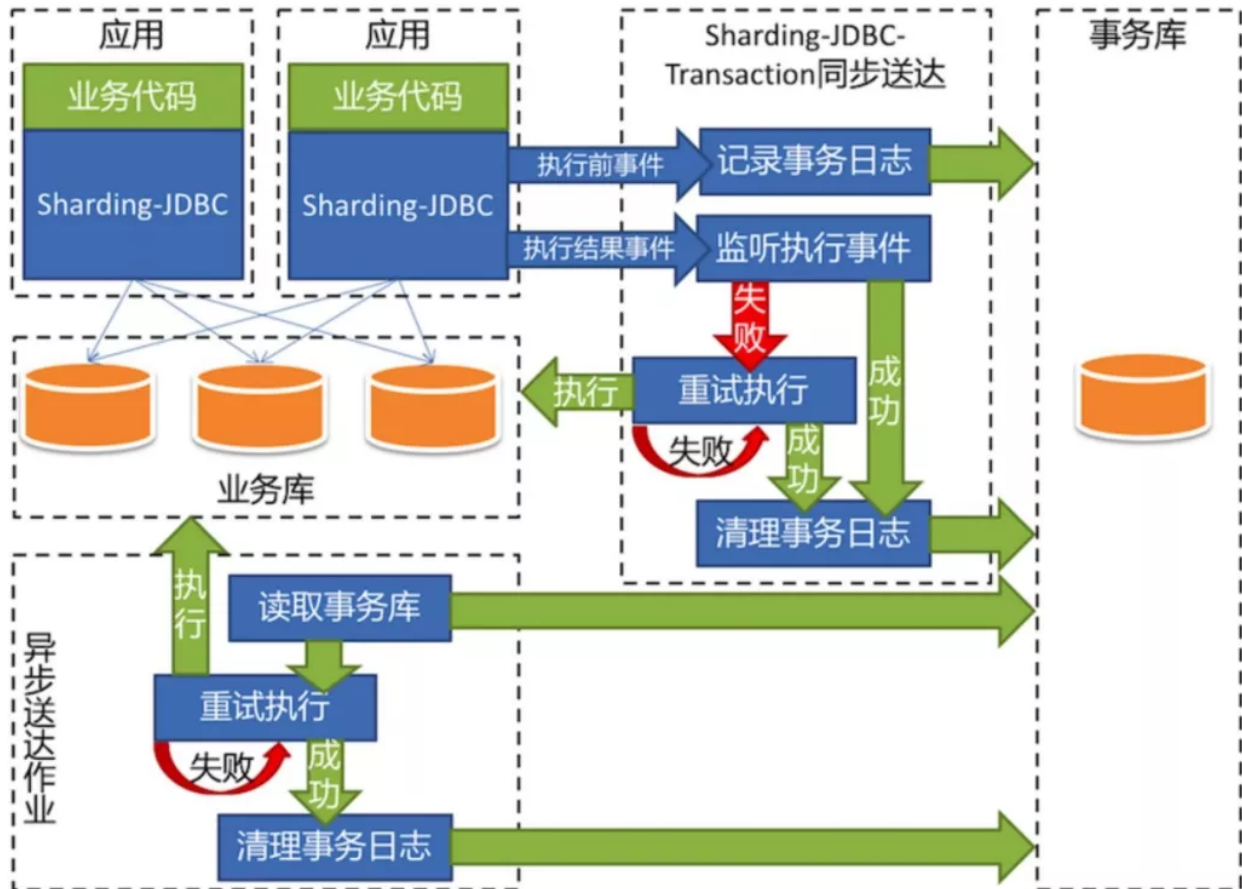 应用
业务代码
Sharding-JDBC
应用
业务代码
Sharding-JDBC
执行前事件
执行结果事件
Sharding-JDBC-
Transaction同步送达
记录事务日志
监听执行事件
失败
成功
重试执行
执行
失败
成功
清理事务日志
事务库
业务库
异步送达作业
执行
读取事务库
重试执行
失败
成功
清理事务日志